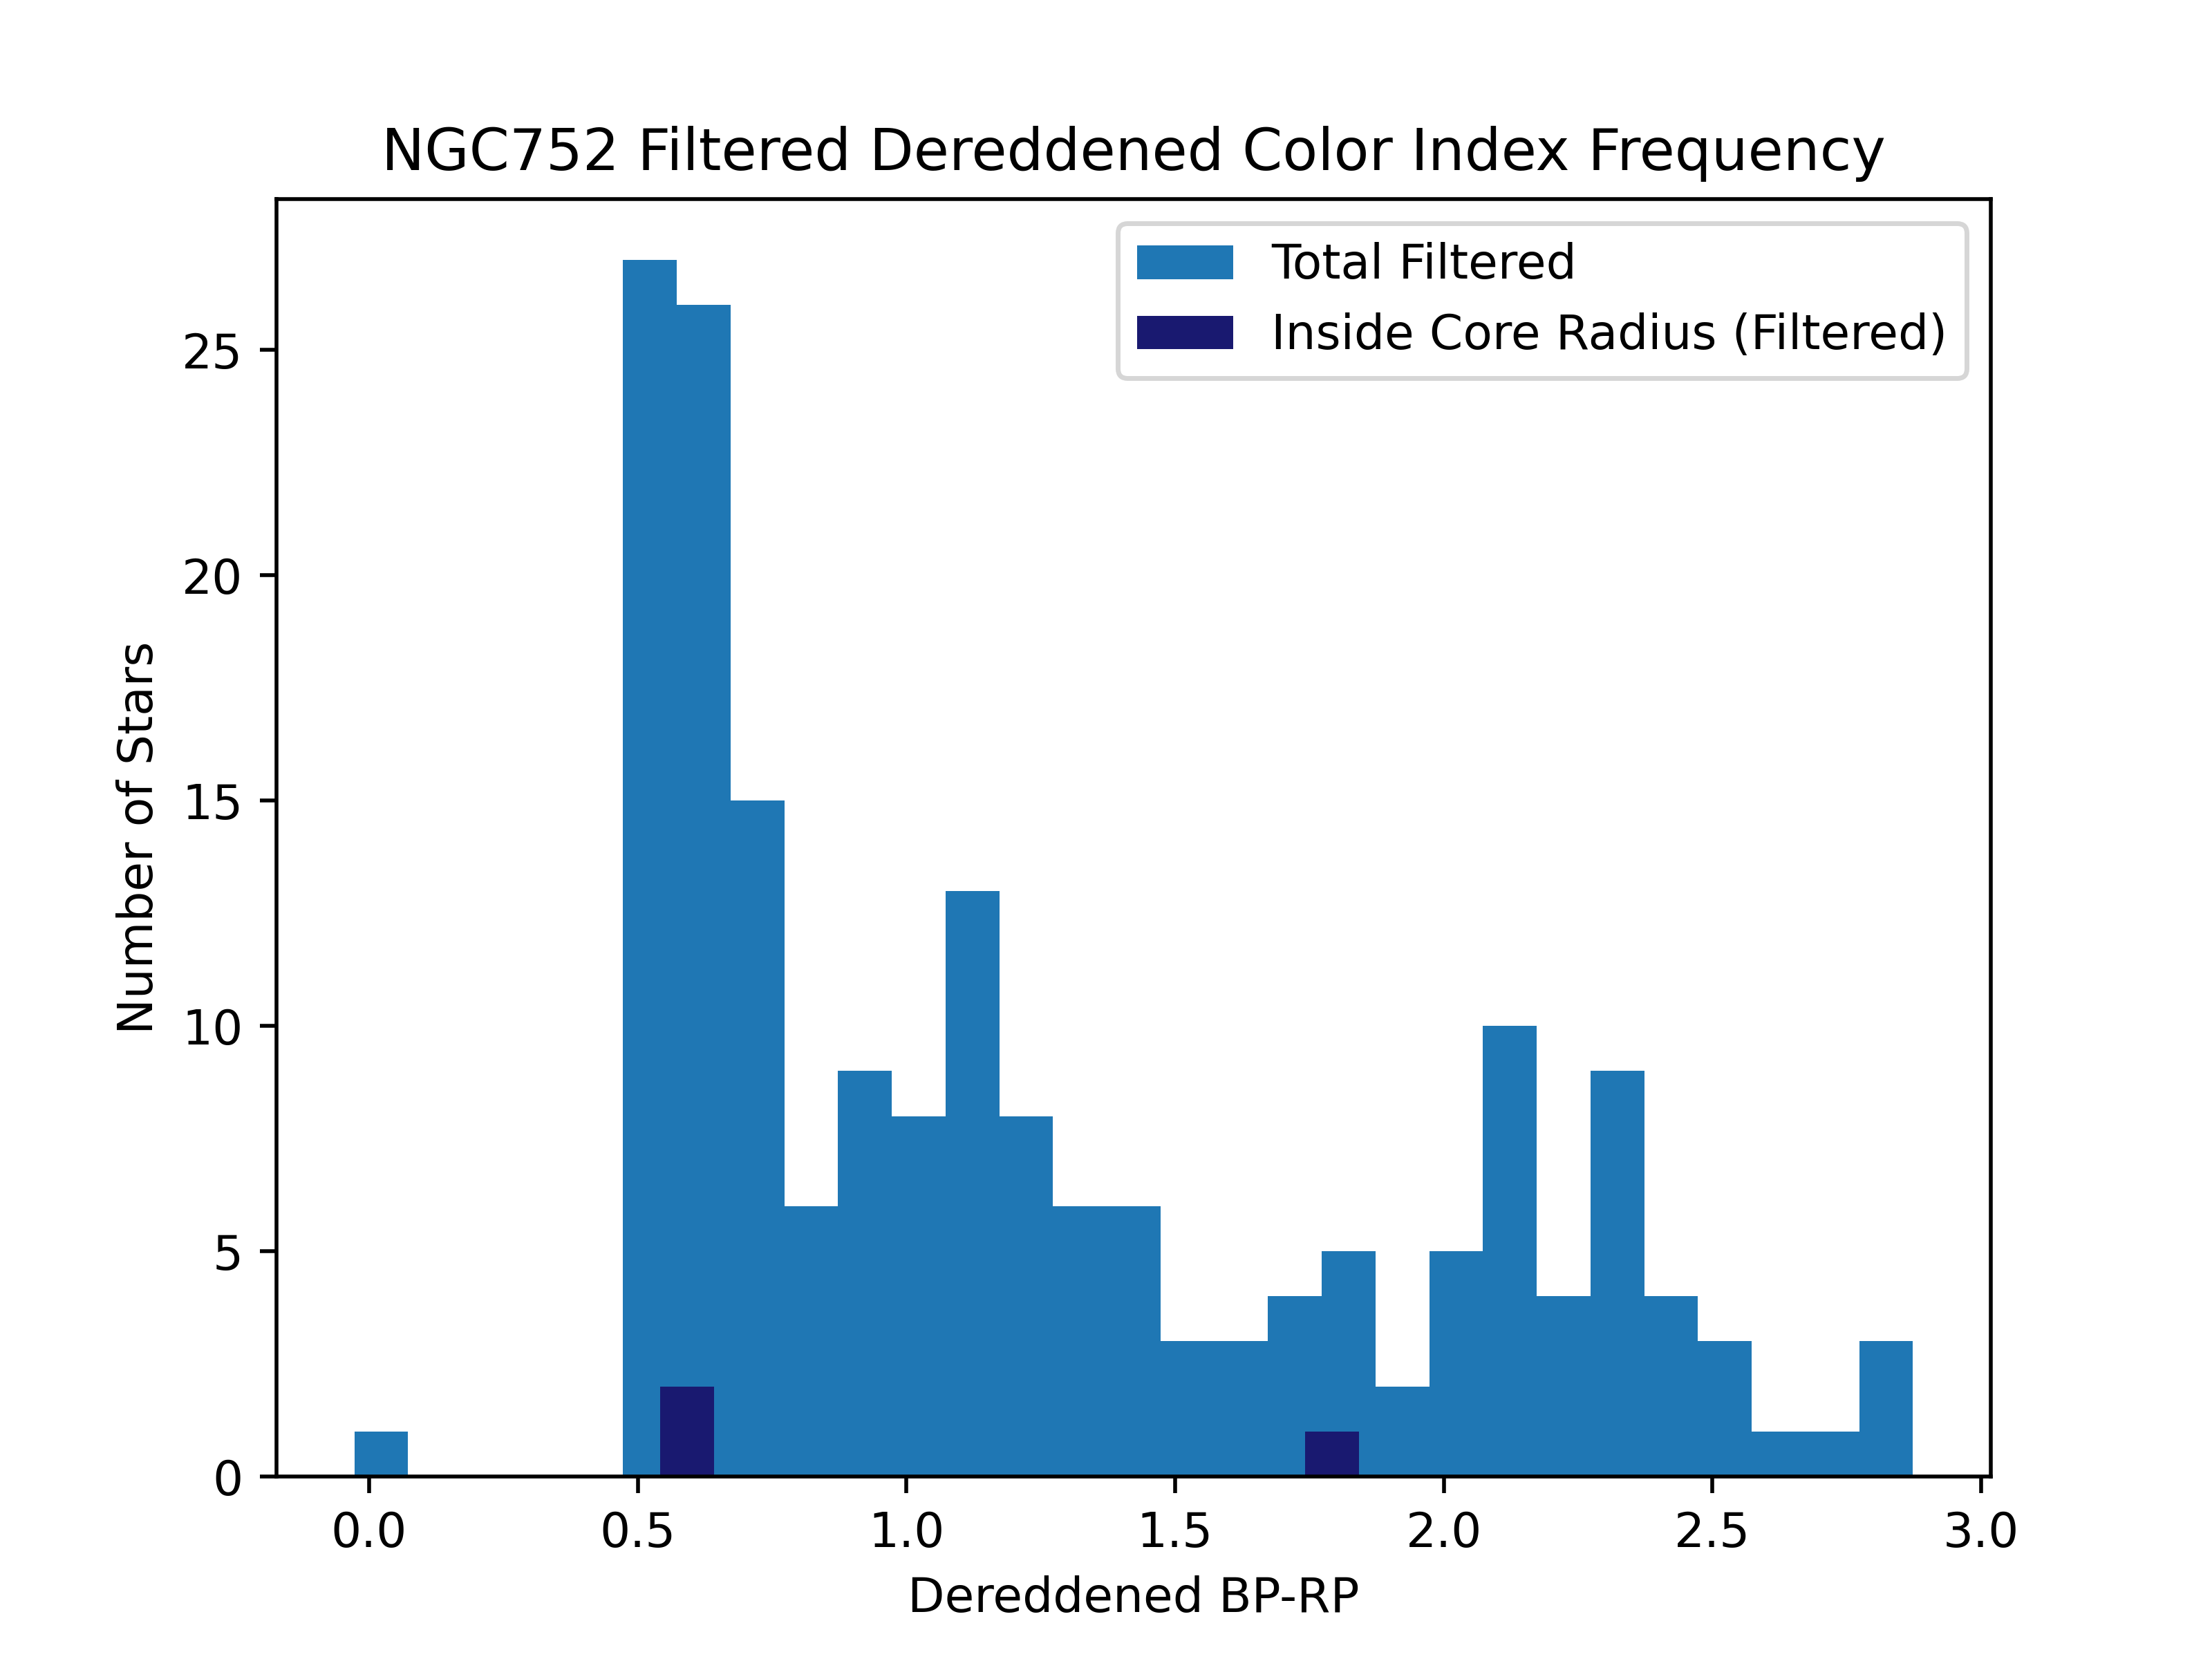 NGC752 Filtered Dereddened Color Index Frequency
Total Filtered
Inside Core Radius (Filtered)
Number of Stars
25
20
15
10
5
0
0.0 0.5 1.0 1.5 2.0 2.5 3.0
Dereddened BP-RP